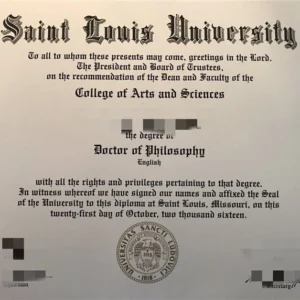 Saint Louis University
To all to whom these presents may come, greetings in the Lord.
The President and Board of Trustees,
on the recommendation of the Dean and Faculty of the
College of Arts and Sciences
the degree of
Doctor of Philosophy
English
with all the rights and privileges pertaining to that degree.
In witness whereof we have signed our names and affixed the Seal
of the University to this diploma at Saint Louis, Missouri, on this
twenty-first day of October, two thousand sixteen.
UNIVERSITAS SANCTI LUDOVICI
1818